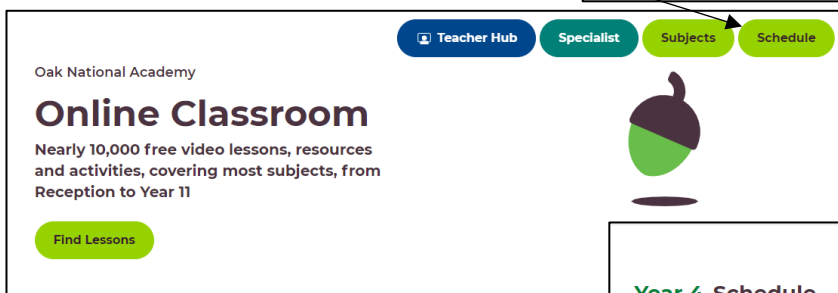 Teacher Hub Specialist Subjects Schedule
Oak National Academy
Online Classroom
Nearly 10,000 free video lessons, resources
and activities, covering most subjects, from
Reception to Year 11
Find Lessons
Year 4 Schedule